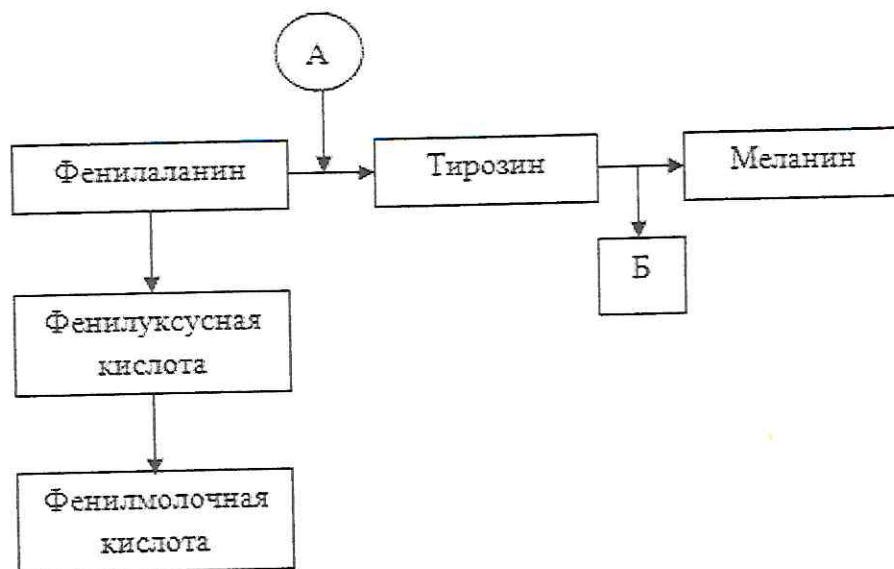 А
Фенилаланин
Тирозин
Меланин
Б
Фенилуксусная
кислота
Фенилмолочная
кислота